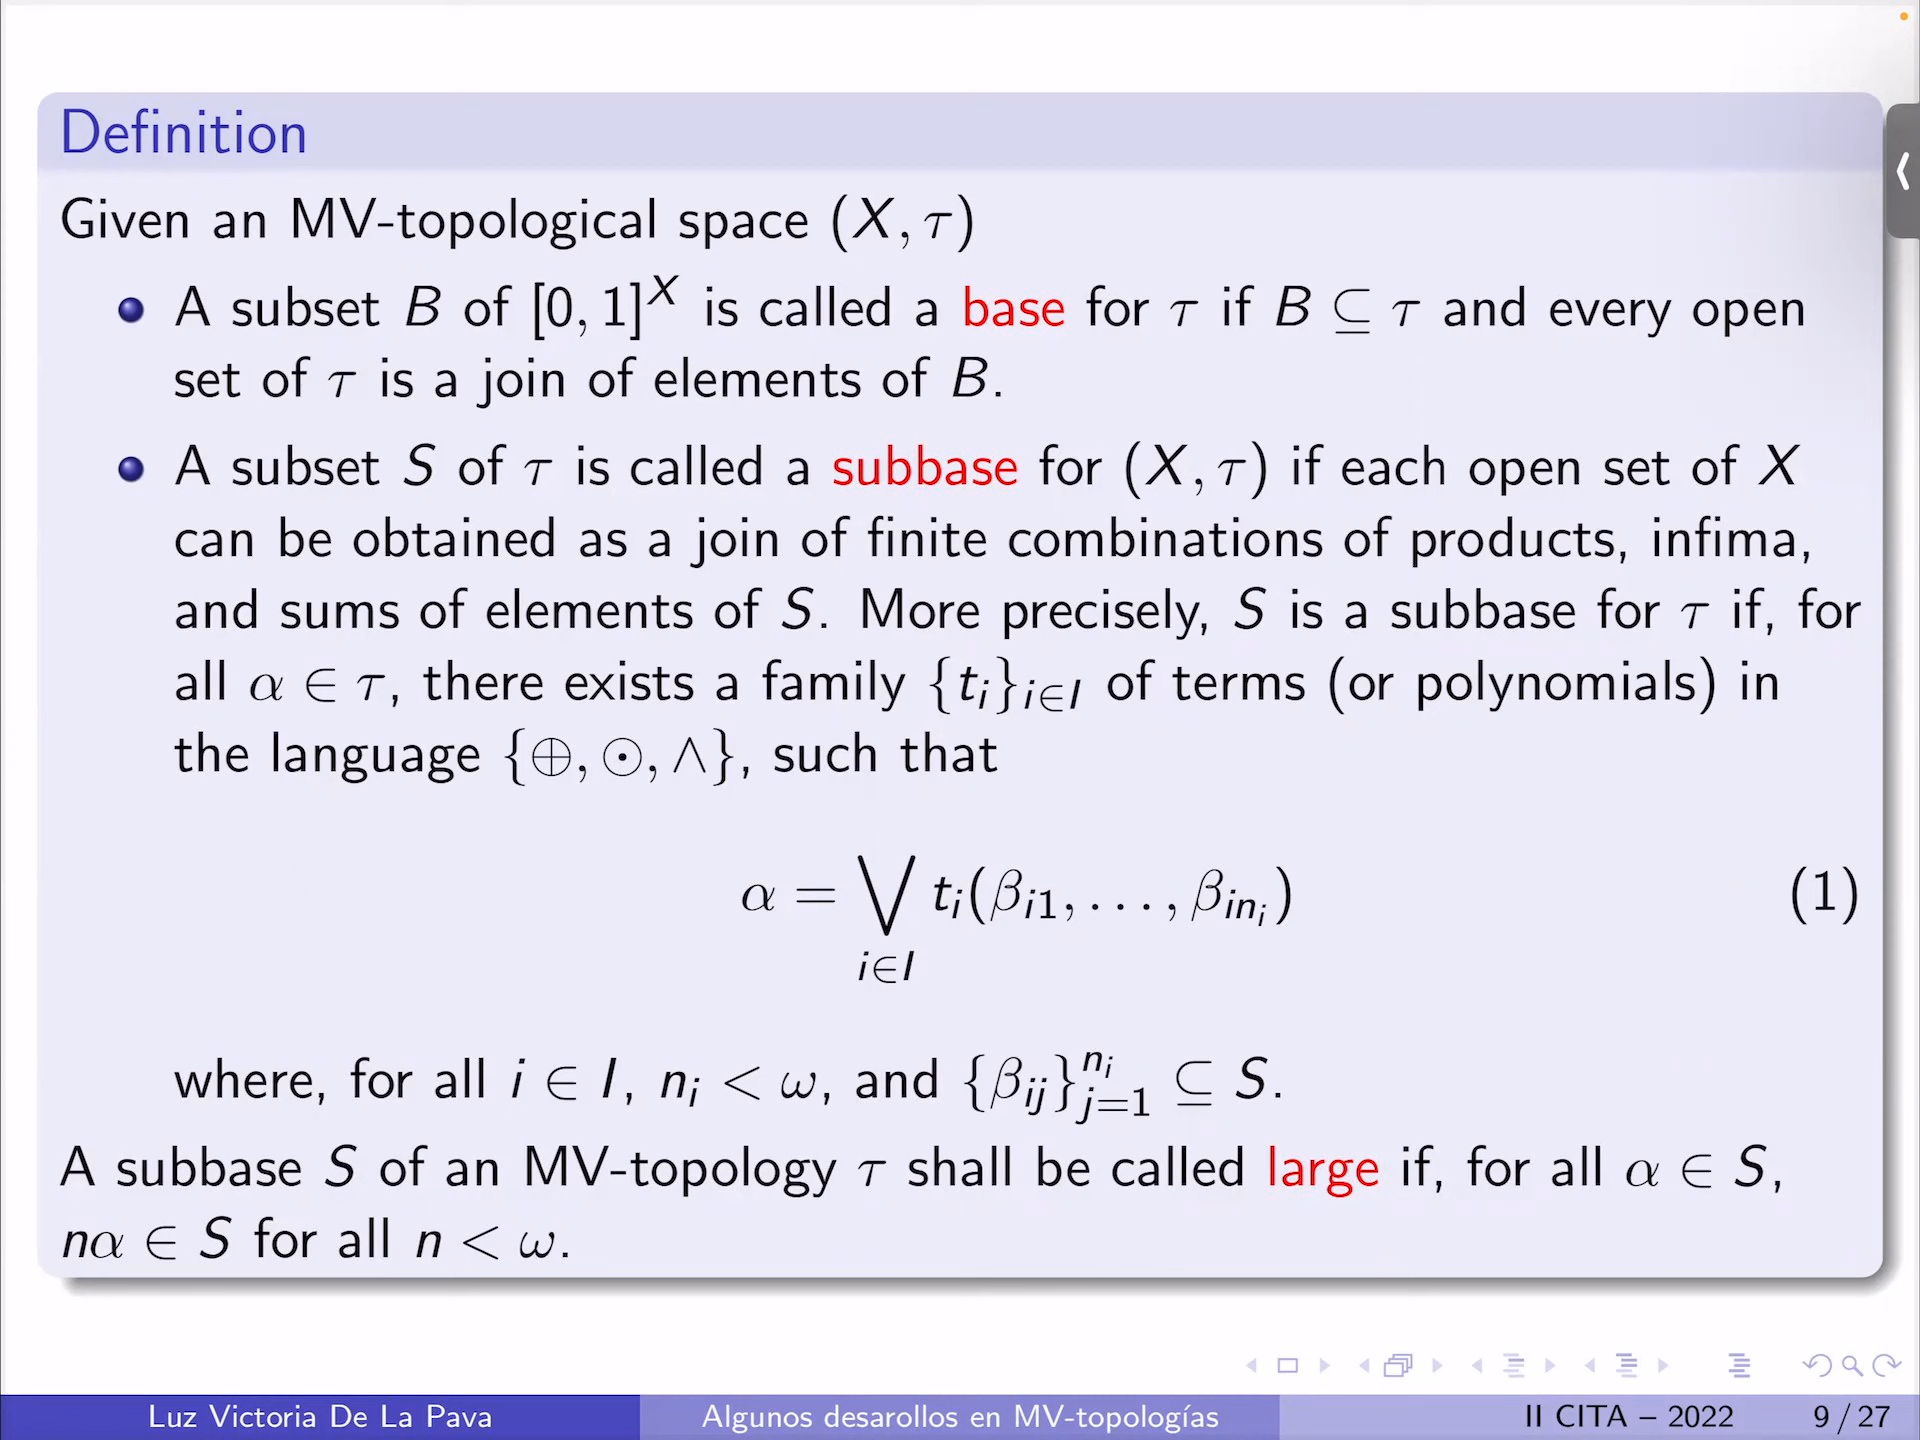 Definition
Given an MV-topological space (X, τ)
A subset B of [0, 1]^X is called a base for τ if B ⊆ τ and every open
set of τ is a join of elements of B.
A subset S of τ is called a subbase for (X, τ) if each open set of X
can be obtained as a join of finite combinations of products, infima,
and sums of elements of S. More precisely, S is a subbase for τ if, for
all α ∈ τ, there exists a family {t_i}_{i∈I} of terms (or polynomials) in
the language {⊕, ⊙, ∧}, such that
α = ⋁_{i∈I} t_i(β_{i1}, . . . , β_{in_i}) (1)
where, for all i ∈ I, n_i < ω, and {β_{ij}}_{j=1}^{n_i} ⊆ S.
A subbase S of an MV-topology τ shall be called large if, for all α ∈ S,
nα ∈ S for all n < ω.
Luz Victoria De La Pava Algunos desarollos en MV-topologías II CITA – 2022 9 / 27